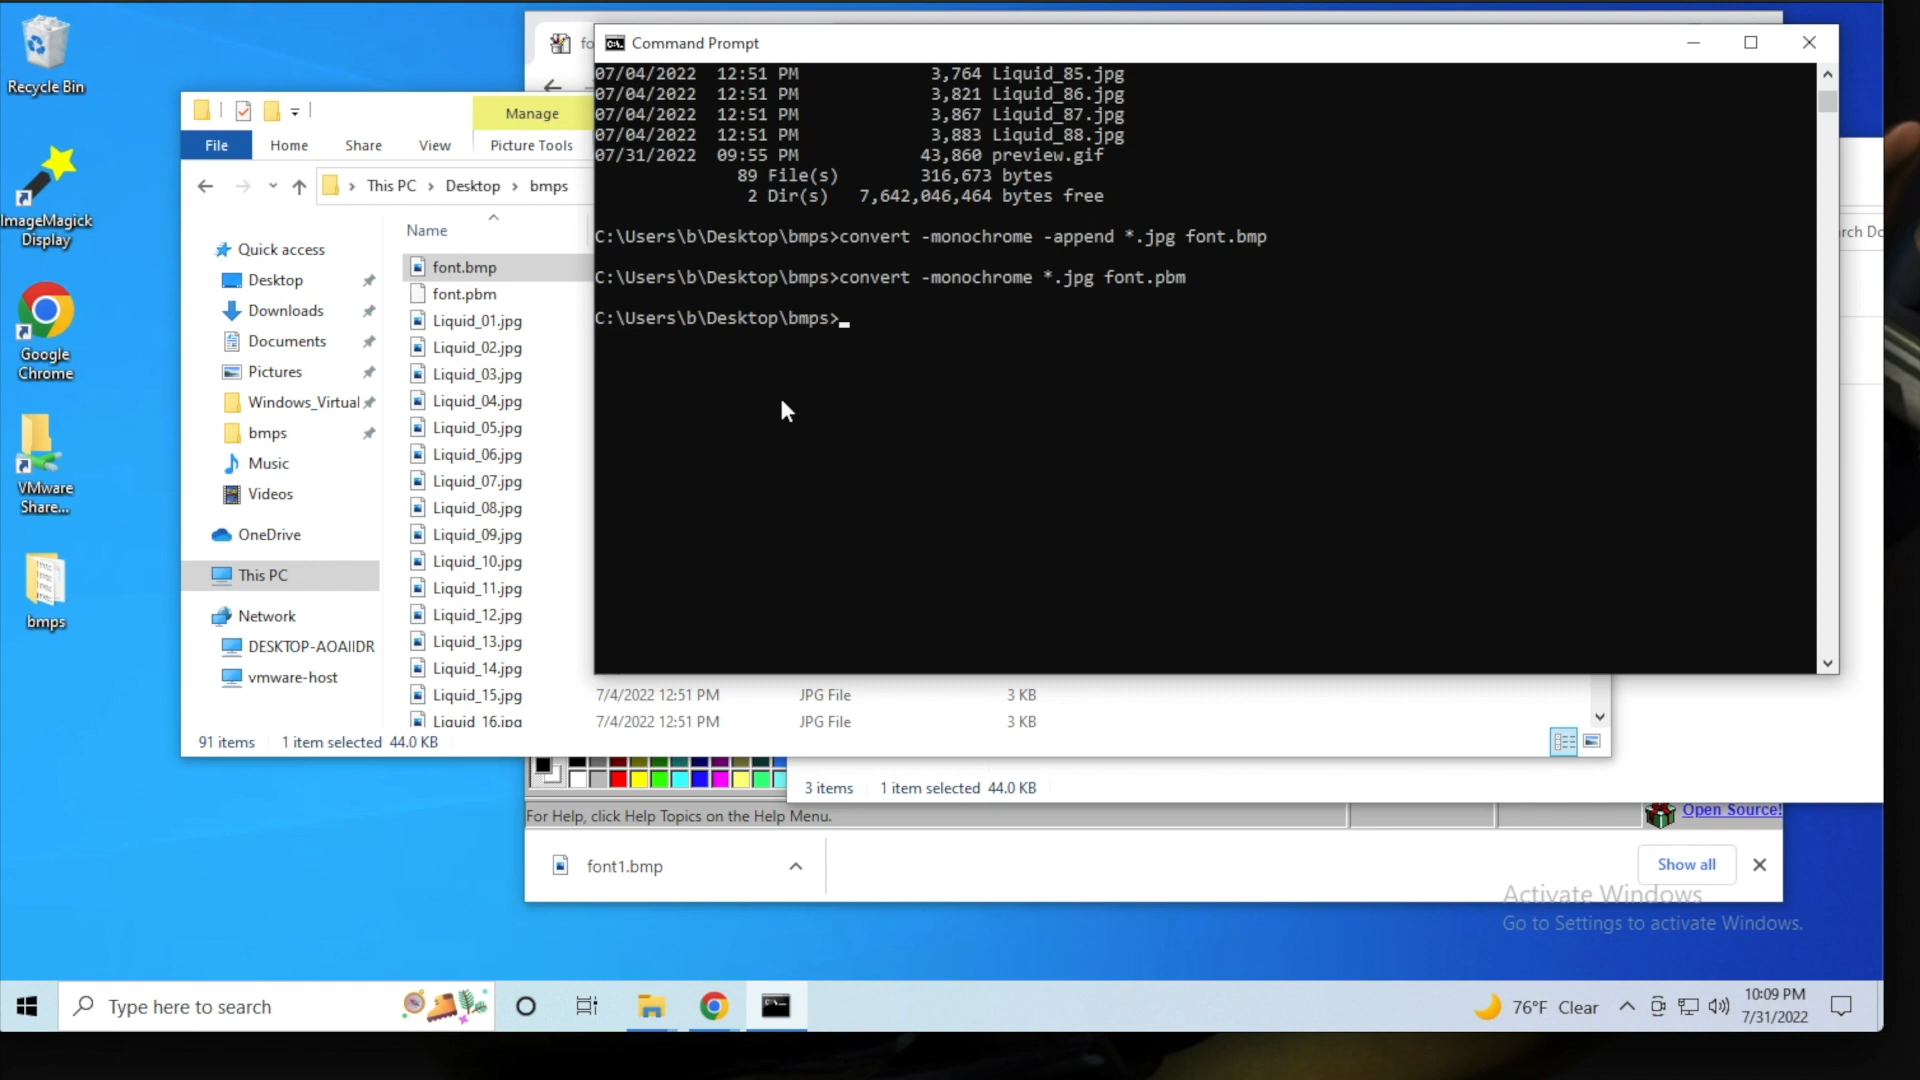 Recycle Bin
ImageMagick
Display
Google
Chrome
VMware
Share...
bmps
fo
Command Prompt
07/04/2022  12:51 PM             3,764 Liquid_85.jpg
07/04/2022  12:51 PM             3,821 Liquid_86.jpg
07/04/2022  12:51 PM             3,867 Liquid_87.jpg
07/04/2022  12:51 PM             3,883 Liquid_88.jpg
07/31/2022  09:55 PM            43,860 preview.gif
89 File(s)        316,673 bytes
2 Dir(s)   7,642,046,464 bytes free
C:\Users\b\Desktop\bmps>convert -monochrome -append *.jpg font.bmp
C:\Users\b\Desktop\bmps>convert -monochrome *.jpg font.pbm
C:\Users\b\Desktop\bmps>
Manage
File Home Share View Picture Tools
This PC > Desktop > bmps
Name
Quick access
Desktop
Downloads
Documents
Pictures
Windows_Virtual
bmps
Music
Videos
OneDrive
This PC
Network
DESKTOP-AOAIIDR
vmware-host
font.bmp
font.pbm
Liquid_01.jpg
Liquid_02.jpg
Liquid_03.jpg
Liquid_04.jpg
Liquid_05.jpg
Liquid_06.jpg
Liquid_07.jpg
Liquid_08.jpg
Liquid_09.jpg
Liquid_10.jpg
Liquid_11.jpg
Liquid_12.jpg
Liquid_13.jpg
Liquid_14.jpg
Liquid_15.jpg 7/4/2022 12:51 PM JPG File 3 KB
Liquid_16.jpg 7/4/2022 12:51 PM JPG File 3 KB
91 items 1 item selected 44.0 KB
rch Do
3 items 1 item selected 44.0 KB
For Help, click Help Topics on the Help Menu.
Open Source!
font1.bmp
Show all
Activate Windows
Go to Settings to activate Windows.
Type here to search
76°F Clear
10:09 PM
7/31/2022